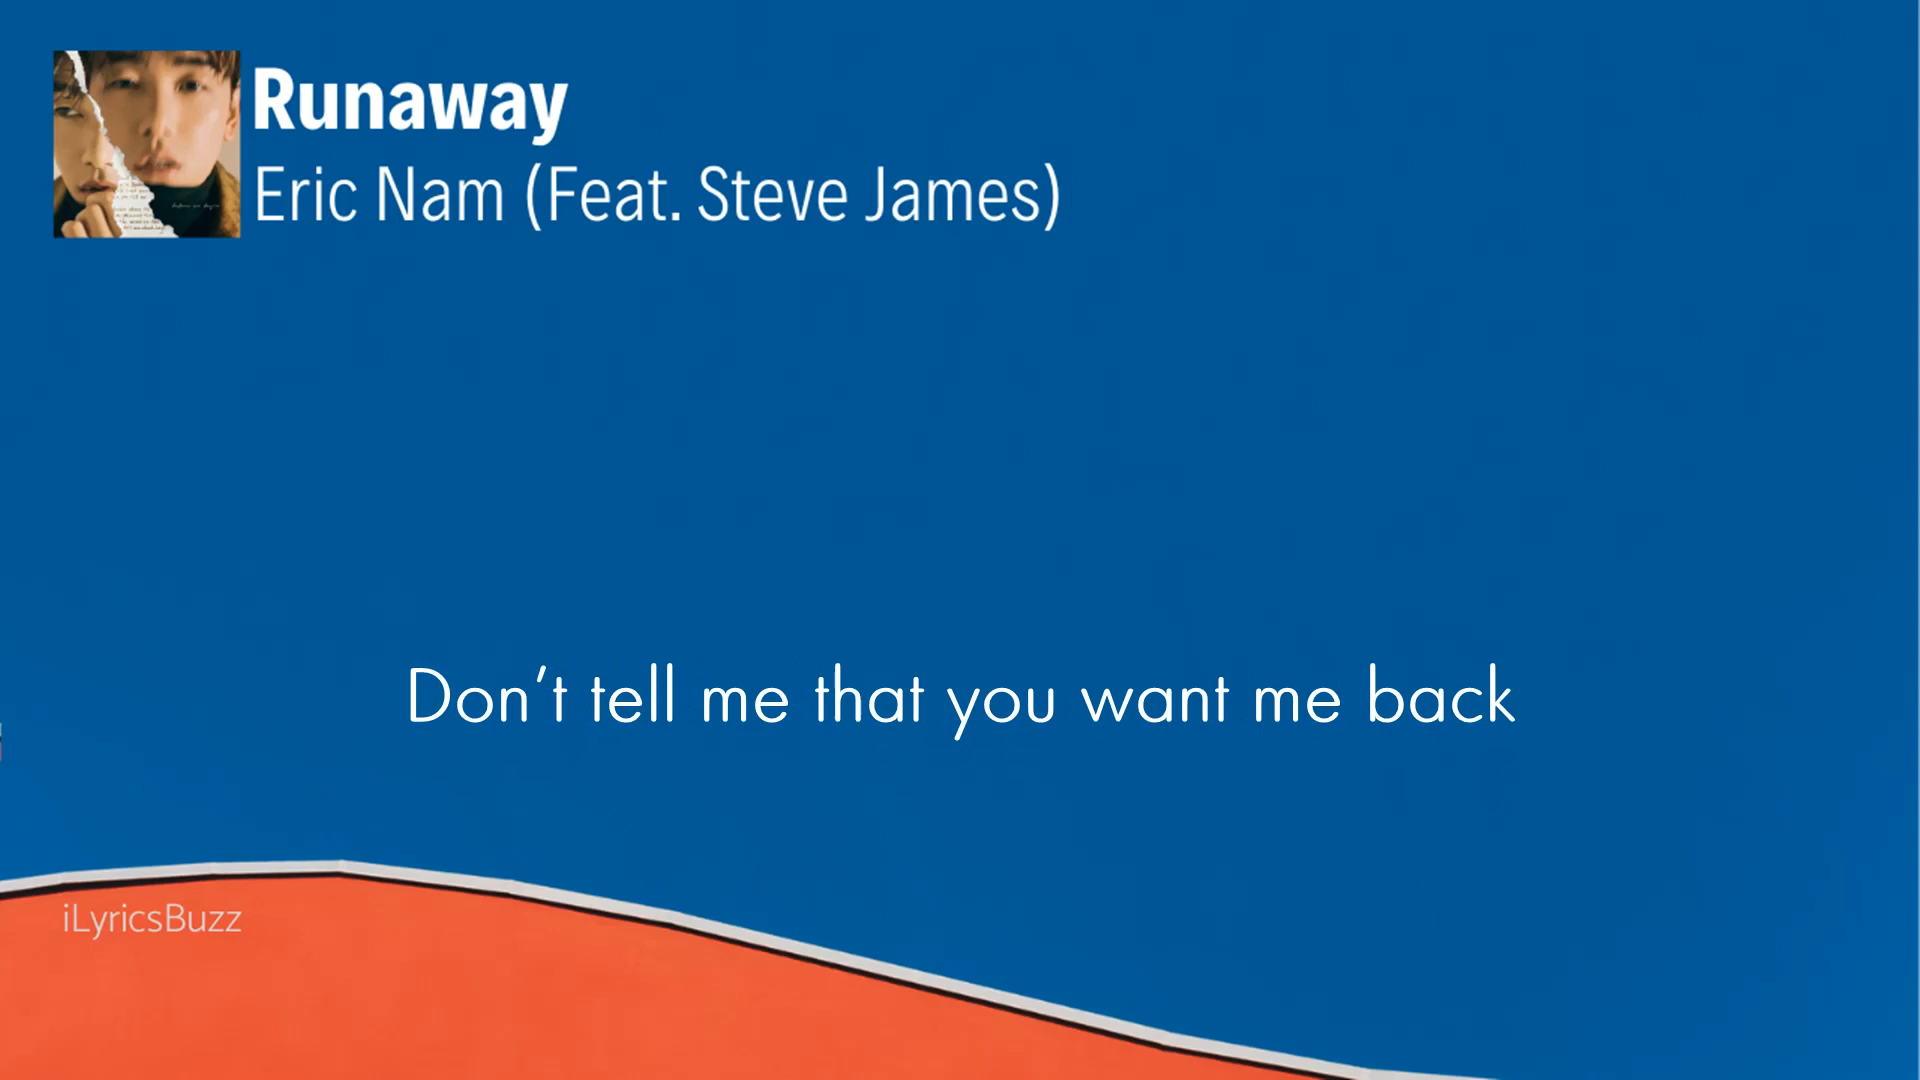 Runaway
Eric Nam (Feat. Steve James)
Don't tell me that you want me back
iLyricsBuzz